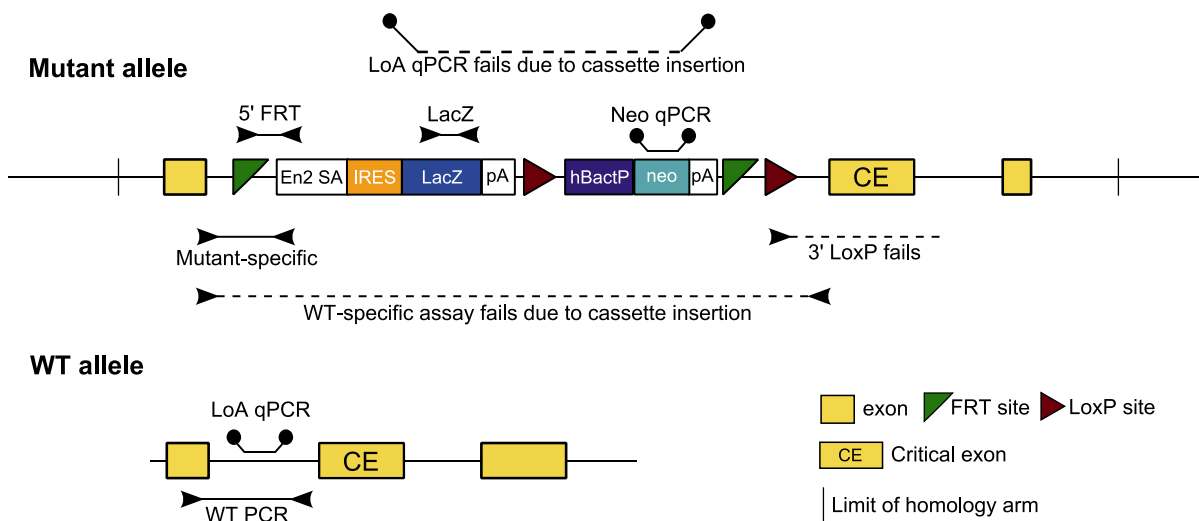 LoA qPCR fails due to cassette insertion
Mutant allele
5' FRT
LacZ
Neo qPCR
En2 SA
IRES
LacZ
pA
hBactP
neo
pA
CE
Mutant-specific
3' LoxP fails
WT-specific assay fails due to cassette insertion
WT allele
LoA qPCR
CE
WT PCR
exon
FRT site
LoxP site
CE
Critical exon
Limit of homology arm